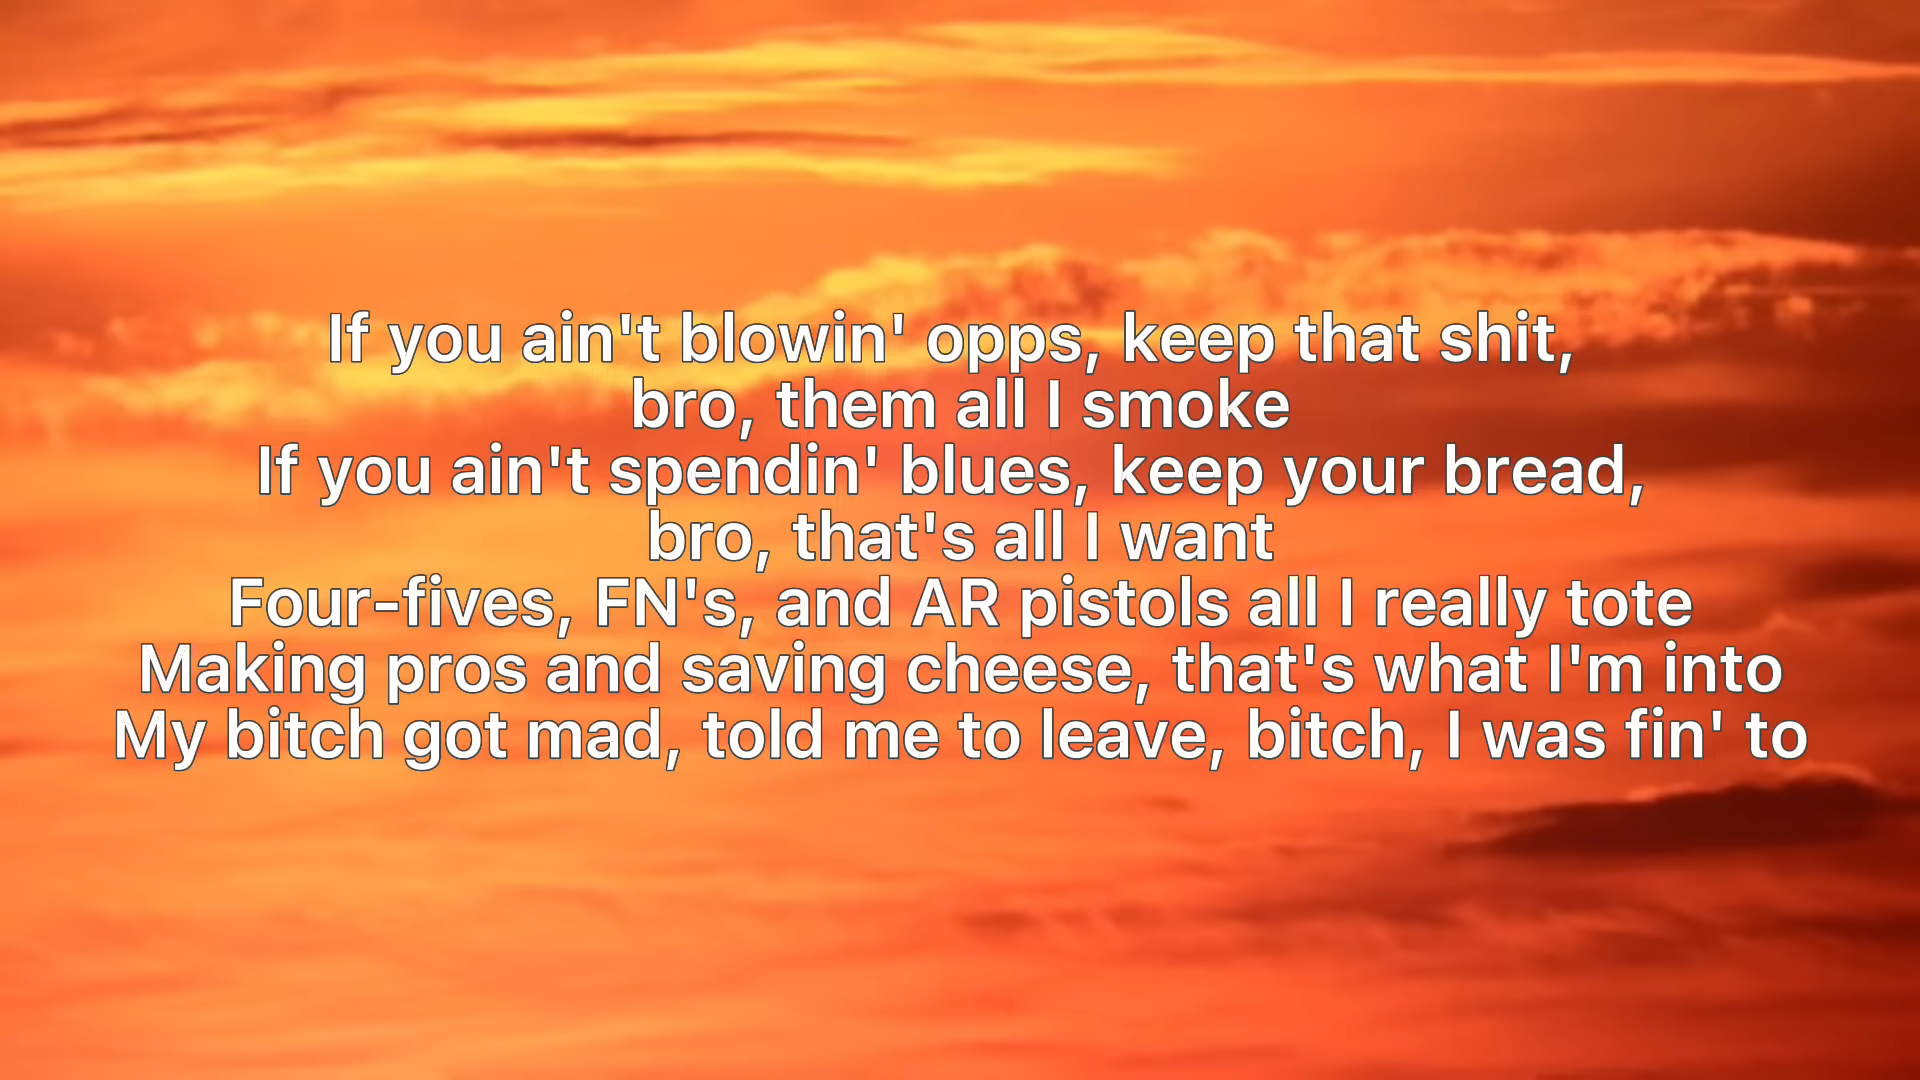 If you ain't blowin' opps, keep that shit,
bro, them all I smoke
If you ain't spendin' blues, keep your bread,
bro, that's all I want
Four-fives, FN's, and AR pistols all I really tote
Making pros and saving cheese, that's what I'm into
My bitch got mad, told me to leave, bitch, I was fin' to